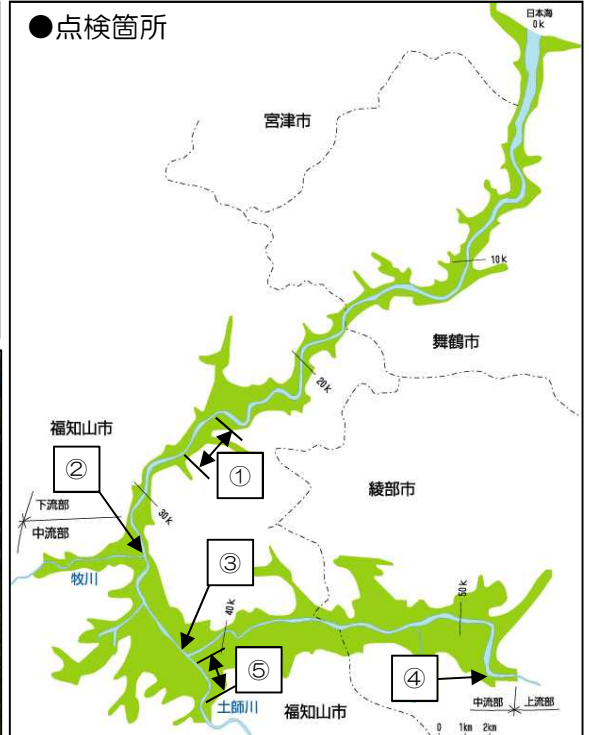 ●点検箇所
日本海
0k
宮津市
10k
舞鶴市
20k
福知山市
②
①
綾部市
下流部
中流部
30k
③
牧川
40k
50k
⑤
④
土師川
福知山市
中流部
上流部
0 1km 2km